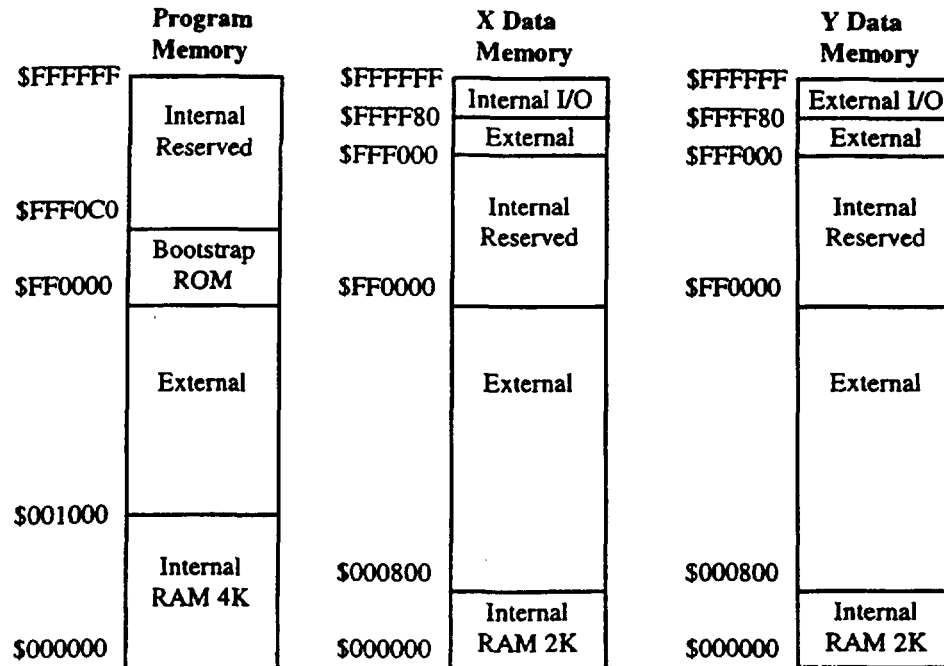 Program
Memory
$FFFFFF
Internal
Reserved
$FFF0C0
Bootstrap
ROM
$FF0000
External
$001000
Internal
RAM 4K
$000000
X Data
Memory
$FFFFFF
Internal I/O
$FFFF80
External
$FFF000
Internal
Reserved
$FF0000
External
$000800
Internal
RAM 2K
$000000
Y Data
Memory
$FFFFFF
External I/O
$FFFF80
External
$FFF000
Internal
Reserved
$FF0000
External
$000800
Internal
RAM 2K
$000000